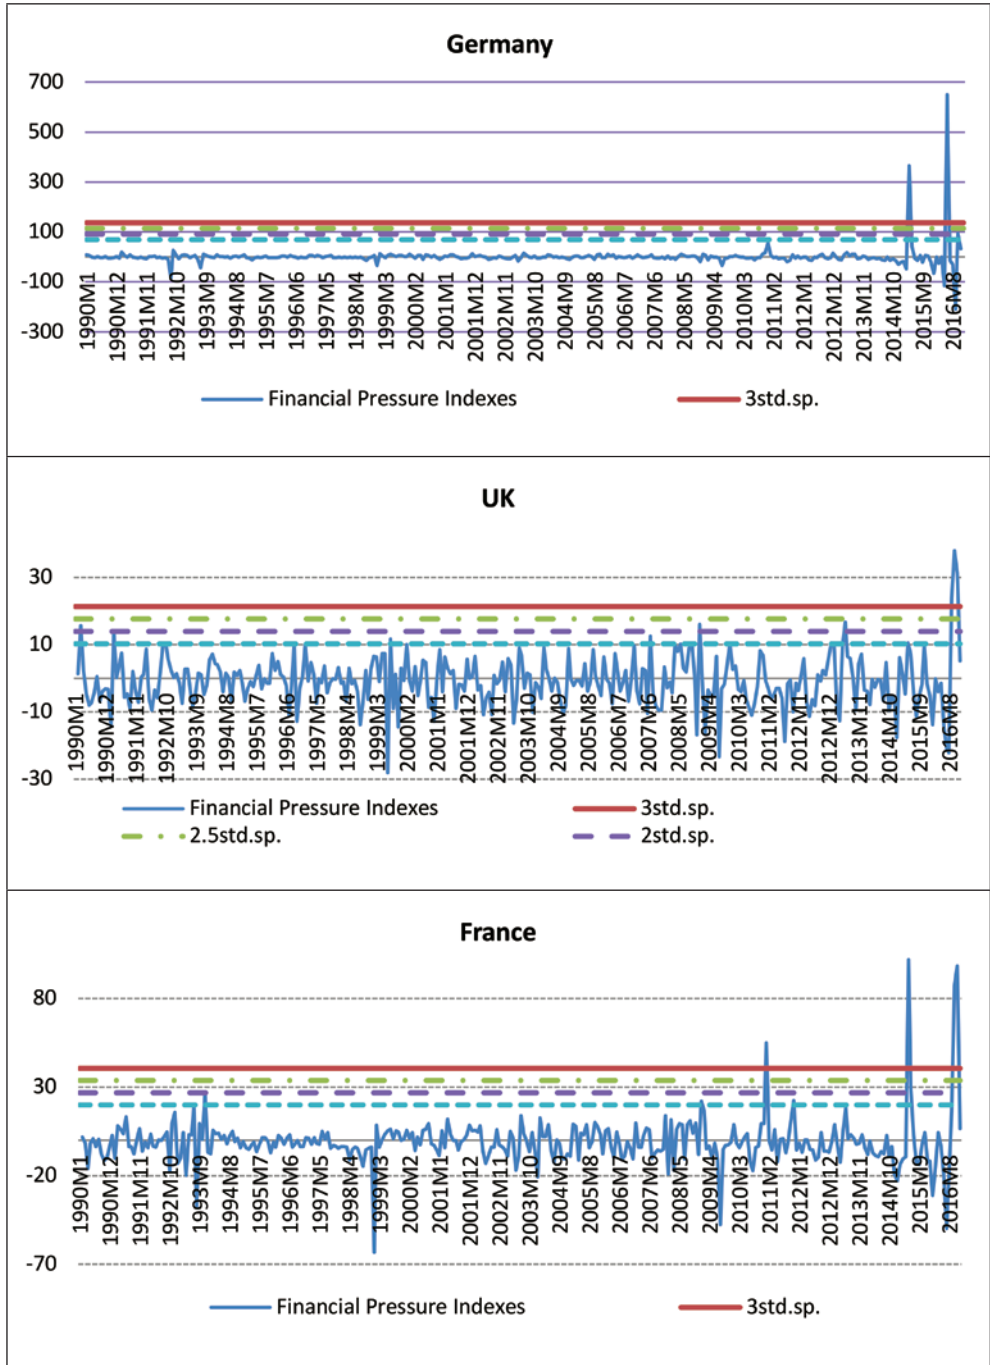 Germany
700
500
300
100
-100
-300
1990M1 1990M12 1991M11 1992M10 1993M9 1994M8 1995M7 1996M6 1997M5 1998M4 1999M3 2000M2 2001M1 2001M12 2002M11 2003M10 2004M9 2005M8 2006M7 2007M6 2008M5 2009M4 2010M3 2011M2 2012M1 2012M12 2013M11 2014M10 2015M9 2016M8
Financial Pressure Indexes 3std.sp.
UK
30
10
-10
-30
1990M1 1990M12 1991M11 1992M10 1993M9 1994M8 1995M7 1996M6 1997M5 1998M4 1999M3 2000M2 2001M1 2001M12 2002M11 2003M10 2004M9 2005M8 2006M7 2007M6 2008M5 2009M4 2010M3 2011M2 2012M1 2012M12 2013M11 2014M10 2015M9 2016M8
Financial Pressure Indexes 3std.sp.
2.5std.sp. 2std.sp.
France
80
30
-20
-70
1990M1 1990M12 1991M11 1992M10 1993M9 1994M8 1995M7 1996M6 1997M5 1998M4 1999M3 2000M2 2001M1 2001M12 2002M11 2003M10 2004M9 2005M8 2006M7 2007M6 2008M5 2009M4 2010M3 2011M2 2012M1 2012M12 2013M11 2014M10 2015M9 2016M8
Financial Pressure Indexes 3std.sp.